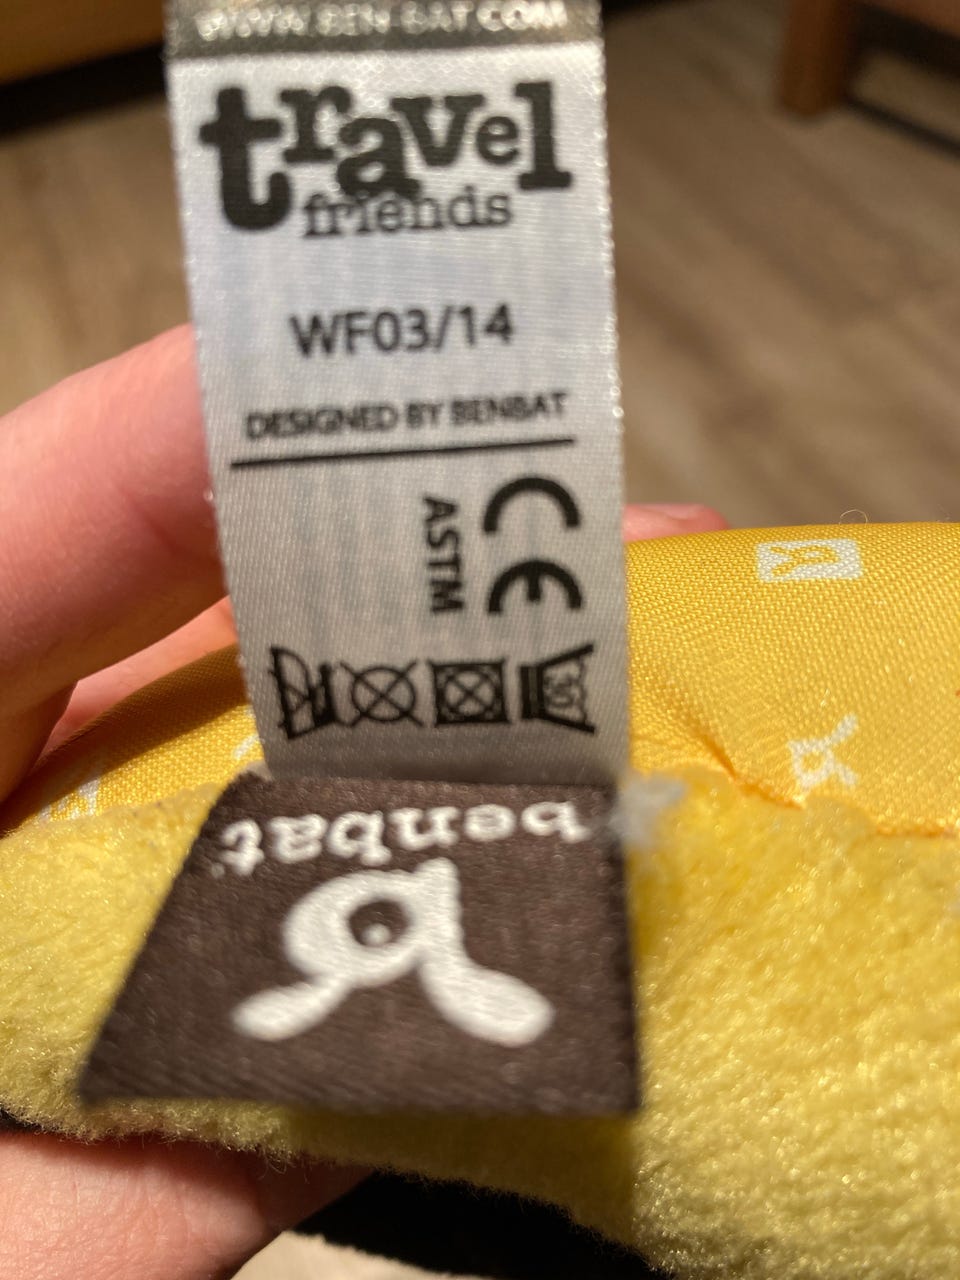 WWW.BEN-BAT.COM
travel
friends
WF03/14
DESIGNED BY BENBAT
CE
ASTM
30
benbat